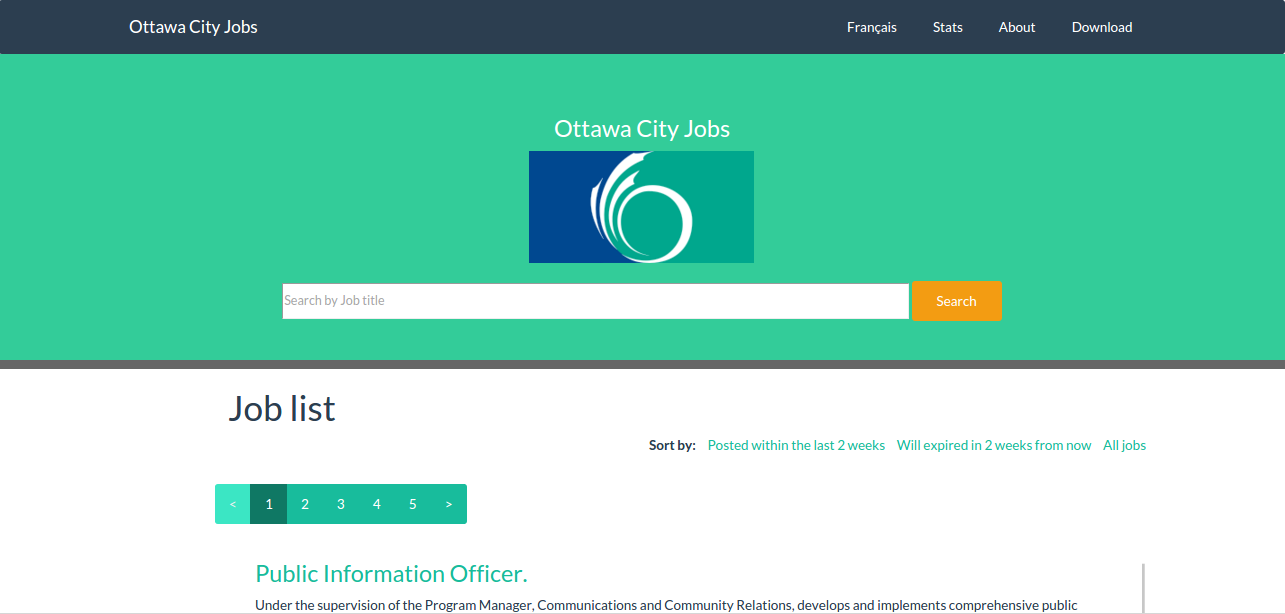 Ottawa City Jobs Français Stats About Download
Ottawa City Jobs
Search by Job title Search
Job list
Sort by: Posted within the last 2 weeks Will expired in 2 weeks from now All jobs
< 1 2 3 4 5 >
Public Information Officer.
Under the supervision of the Program Manager, Communications and Community Relations, develops and implements comprehensive public